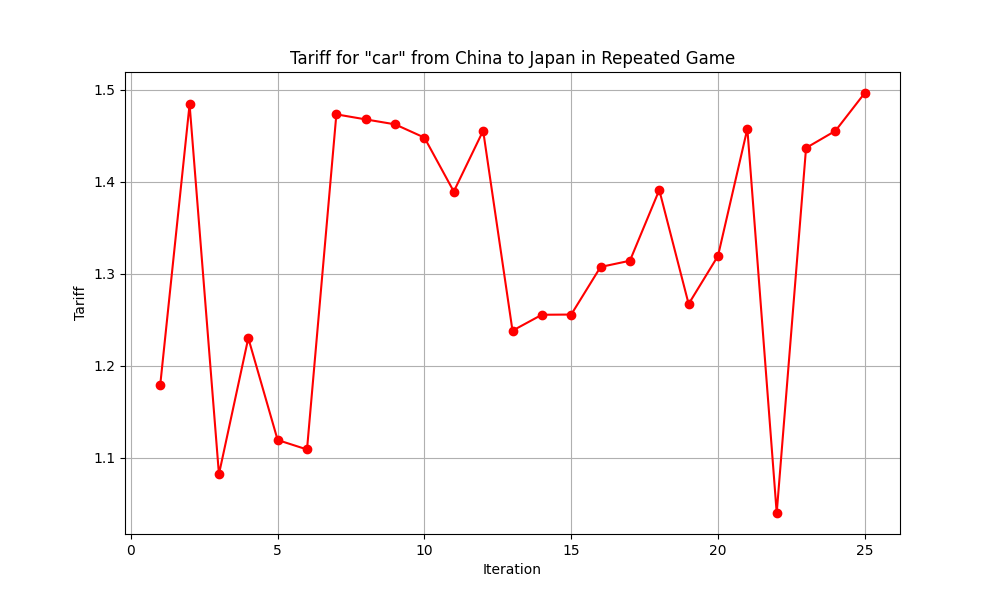 Tariff for "car" from China to Japan in Repeated Game
1.5
1.4
1.3
1.2
1.1
Tariff
0 5 10 15 20 25
Iteration